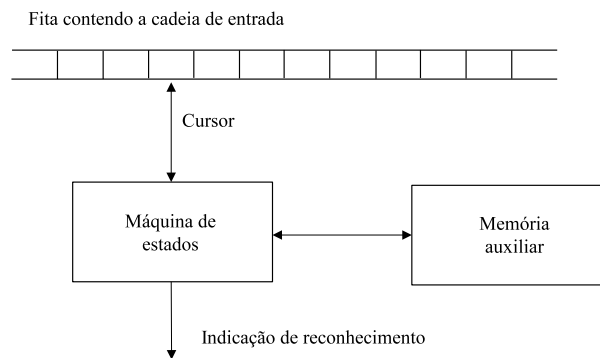 Fita contendo a cadeia de entrada
Cursor
Máquina de
estados
Memória
auxiliar
Indicação de reconhecimento